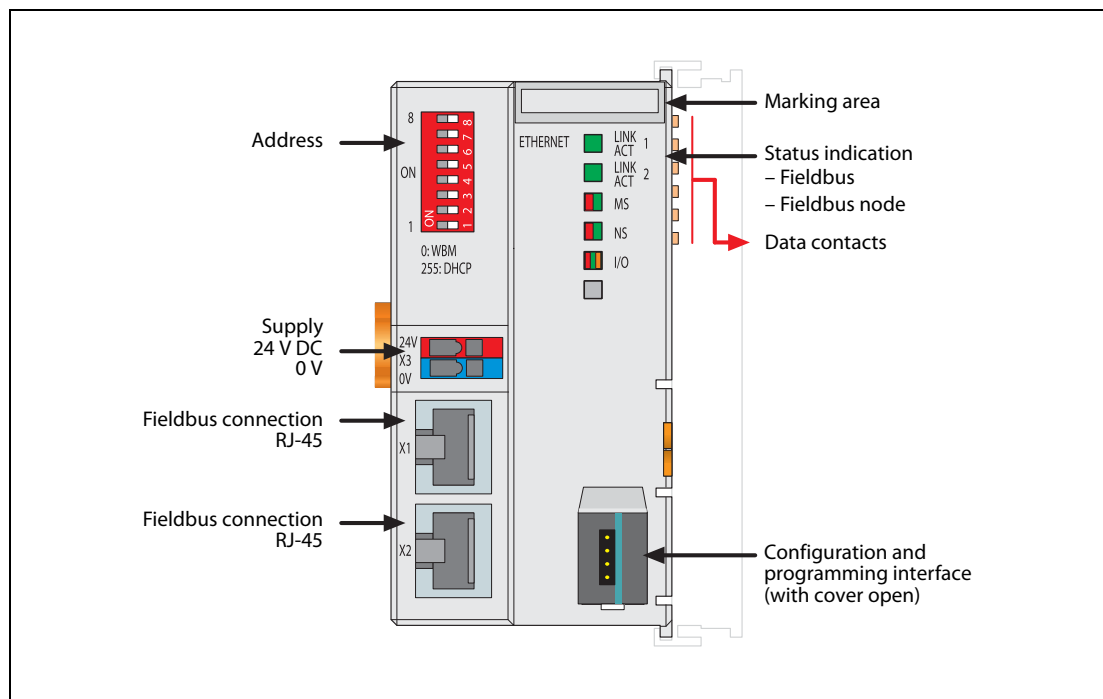 Address
Supply
24 V DC
0 V
Fieldbus connection
RJ-45
Fieldbus connection
RJ-45
8
ON
1
ON
1 2 3 4 5 6 7 8
0: WBM
255: DHCP
24V
X3
0V
X1
X2
ETHERNET
LINK
ACT 1
LINK
ACT 2
MS
NS
I/O
Marking area
Status indication
– Fieldbus
– Fieldbus node
Data contacts
Configuration and
programming interface
(with cover open)